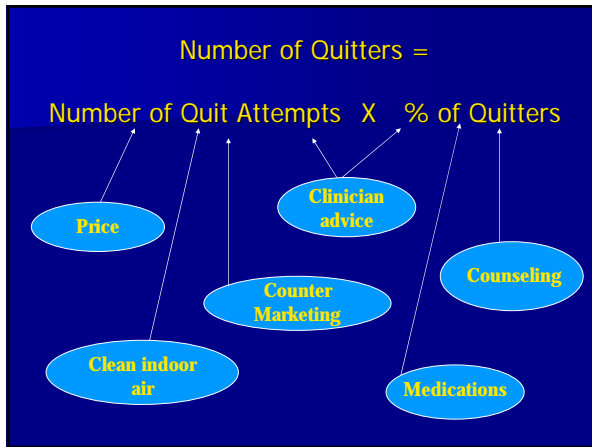 Number of Quitters =
Number of Quit Attempts X % of Quitters
Clinician
advice
Price
Counseling
Counter
Marketing
Clean indoor
air
Medications